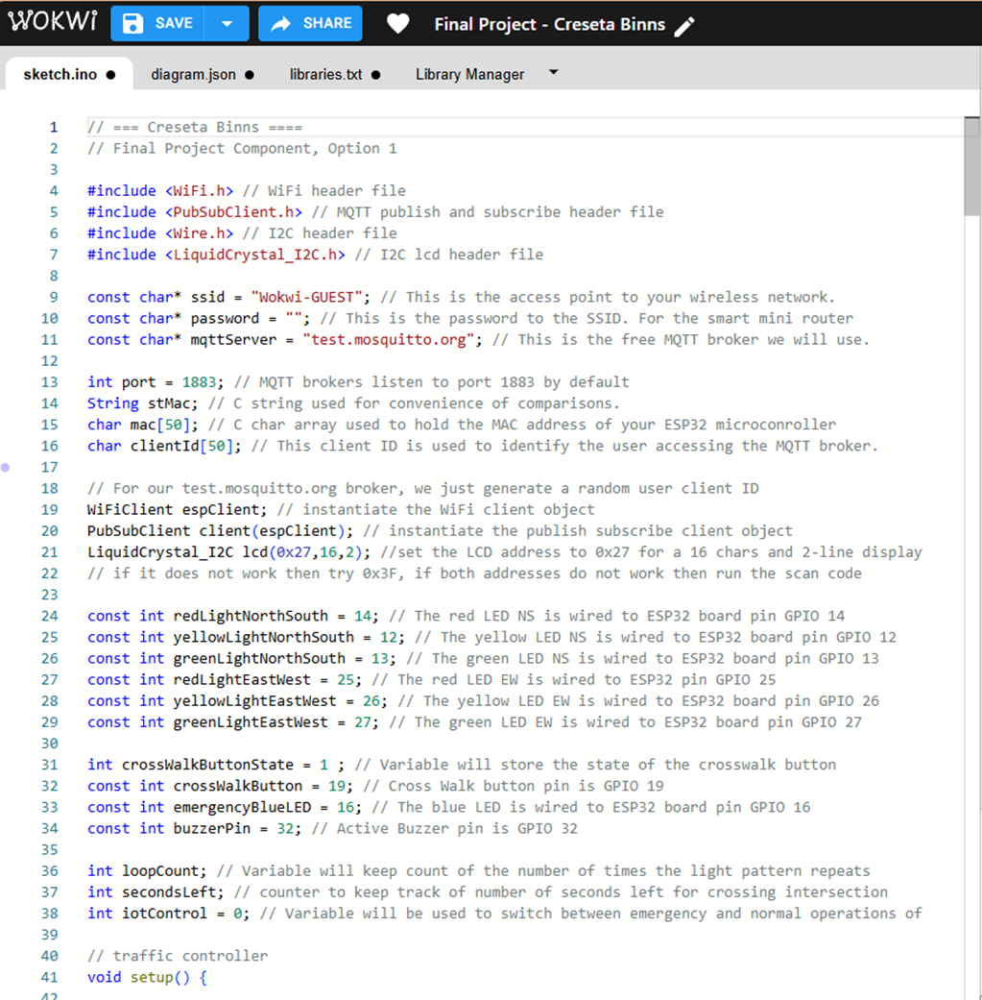 WOKWI SAVE SHARE Final Project - Creseta Binns
sketch.ino diagram.json libraries.txt Library Manager
1 // === Creseta Binns ====
2 // Final Project Component, Option 1
3
4 #include <WiFi.h> // WiFi header file
5 #include <PubSubClient.h> // MQTT publish and subscribe header file
6 #include <Wire.h> // I2C header file
7 #include <LiquidCrystal_I2C.h> // I2C lcd header file
8
9 const char* ssid = "Wokwi-GUEST"; // This is the access point to your wireless network.
10 const char* password = ""; // This is the password to the SSID. For the smart mini router
11 const char* mqttServer = "test.mosquitto.org"; // This is the free MQTT broker we will use.
12
13 int port = 1883; // MQTT brokers listen to port 1883 by default
14 String stMac; // C string used for convenience of comparisons.
15 char mac[50]; // C char array used to hold the MAC address of your ESP32 microconroller
16 char clientId[50]; // This client ID is used to identify the user accessing the MQTT broker.
17
18 // For our test.mosquitto.org broker, we just generate a random user client ID
19 WiFiClient espClient; // instantiate the WiFi client object
20 PubSubClient client(espClient); // instantiate the publish subscribe client object
21 LiquidCrystal_I2C lcd(0x27,16,2); //set the LCD address to 0x27 for a 16 chars and 2-line display
22 // if it does not work then try 0x3F, if both addresses do not work then run the scan code
23
24 const int redLightNorthSouth = 14; // The red LED NS is wired to ESP32 board pin GPIO 14
25 const int yellowLightNorthSouth = 12; // The yellow LED NS is wired to ESP32 board pin GPIO 12
26 const int greenLightNorthSouth = 13; // The green LED NS is wired to ESP32 board pin GPIO 13
27 const int redLightEastWest = 25; // The red LED EW is wired to ESP32 pin GPIO 25
28 const int yellowLightEastWest = 26; // The yellow LED EW is wired to ESP32 board pin GPIO 26
29 const int greenLightEastWest = 27; // The green LED EW is wired to ESP32 board pin GPIO 27
30
31 int crossWalkButtonState = 1 ; // Variable will store the state of the crosswalk button
32 const int crossWalkButton = 19; // Cross Walk button pin is GPIO 19
33 const int emergencyBlueLED = 16; // The blue LED is wired to ESP32 board pin GPIO 16
34 const int buzzerPin = 32; // Active Buzzer pin is GPIO 32
35
36 int loopCount; // Variable will keep count of the number of times the light pattern repeats
37 int secondsLeft; // counter to keep track of number of seconds left for crossing intersection
38 int iotControl = 0; // Variable will be used to switch between emergency and normal operations of
39
40 // traffic controller
41 void setup() {
42